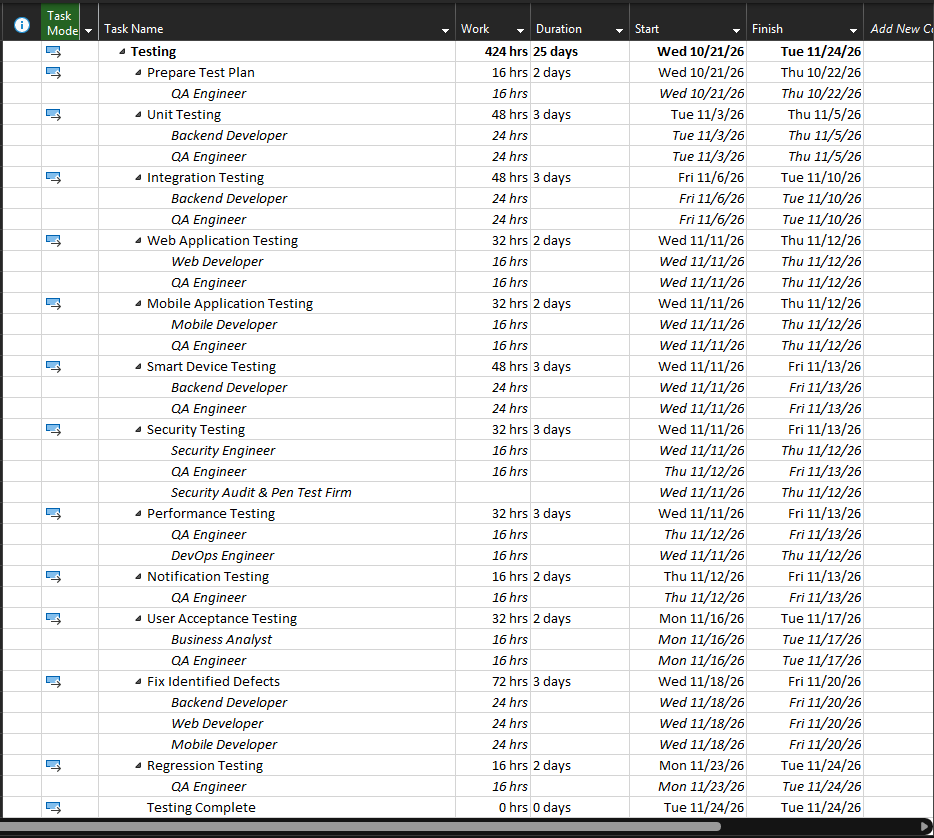 Task Mode Task Name Work Duration Start Finish Add New Co
Testing 424 hrs 25 days Wed 10/21/26 Tue 11/24/26
Prepare Test Plan 16 hrs 2 days Wed 10/21/26 Thu 10/22/26
QA Engineer 16 hrs Wed 10/21/26 Thu 10/22/26
Unit Testing 48 hrs 3 days Tue 11/3/26 Thu 11/5/26
Backend Developer 24 hrs Tue 11/3/26 Thu 11/5/26
QA Engineer 24 hrs Tue 11/3/26 Thu 11/5/26
Integration Testing 48 hrs 3 days Fri 11/6/26 Tue 11/10/26
Backend Developer 24 hrs Fri 11/6/26 Tue 11/10/26
QA Engineer 24 hrs Fri 11/6/26 Tue 11/10/26
Web Application Testing 32 hrs 2 days Wed 11/11/26 Thu 11/12/26
Web Developer 16 hrs Wed 11/11/26 Thu 11/12/26
QA Engineer 16 hrs Wed 11/11/26 Thu 11/12/26
Mobile Application Testing 32 hrs 2 days Wed 11/11/26 Thu 11/12/26
Mobile Developer 16 hrs Wed 11/11/26 Thu 11/12/26
QA Engineer 16 hrs Wed 11/11/26 Thu 11/12/26
Smart Device Testing 48 hrs 3 days Wed 11/11/26 Fri 11/13/26
Backend Developer 24 hrs Wed 11/11/26 Fri 11/13/26
QA Engineer 24 hrs Wed 11/11/26 Fri 11/13/26
Security Testing 32 hrs 3 days Wed 11/11/26 Fri 11/13/26
Security Engineer 16 hrs Wed 11/11/26 Thu 11/12/26
QA Engineer 16 hrs Thu 11/12/26 Fri 11/13/26
Security Audit & Pen Test Firm Wed 11/11/26 Thu 11/12/26
Performance Testing 32 hrs 3 days Wed 11/11/26 Fri 11/13/26
QA Engineer 16 hrs Thu 11/12/26 Fri 11/13/26
DevOps Engineer 16 hrs Wed 11/11/26 Thu 11/12/26
Notification Testing 16 hrs 2 days Thu 11/12/26 Fri 11/13/26
QA Engineer 16 hrs Thu 11/12/26 Fri 11/13/26
User Acceptance Testing 32 hrs 2 days Mon 11/16/26 Tue 11/17/26
Business Analyst 16 hrs Mon 11/16/26 Tue 11/17/26
QA Engineer 16 hrs Mon 11/16/26 Tue 11/17/26
Fix Identified Defects 72 hrs 3 days Wed 11/18/26 Fri 11/20/26
Backend Developer 24 hrs Wed 11/18/26 Fri 11/20/26
Web Developer 24 hrs Wed 11/18/26 Fri 11/20/26
Mobile Developer 24 hrs Wed 11/18/26 Fri 11/20/26
Regression Testing 16 hrs 2 days Mon 11/23/26 Tue 11/24/26
QA Engineer 16 hrs Mon 11/23/26 Tue 11/24/26
Testing Complete 0 hrs 0 days Tue 11/24/26 Tue 11/24/26